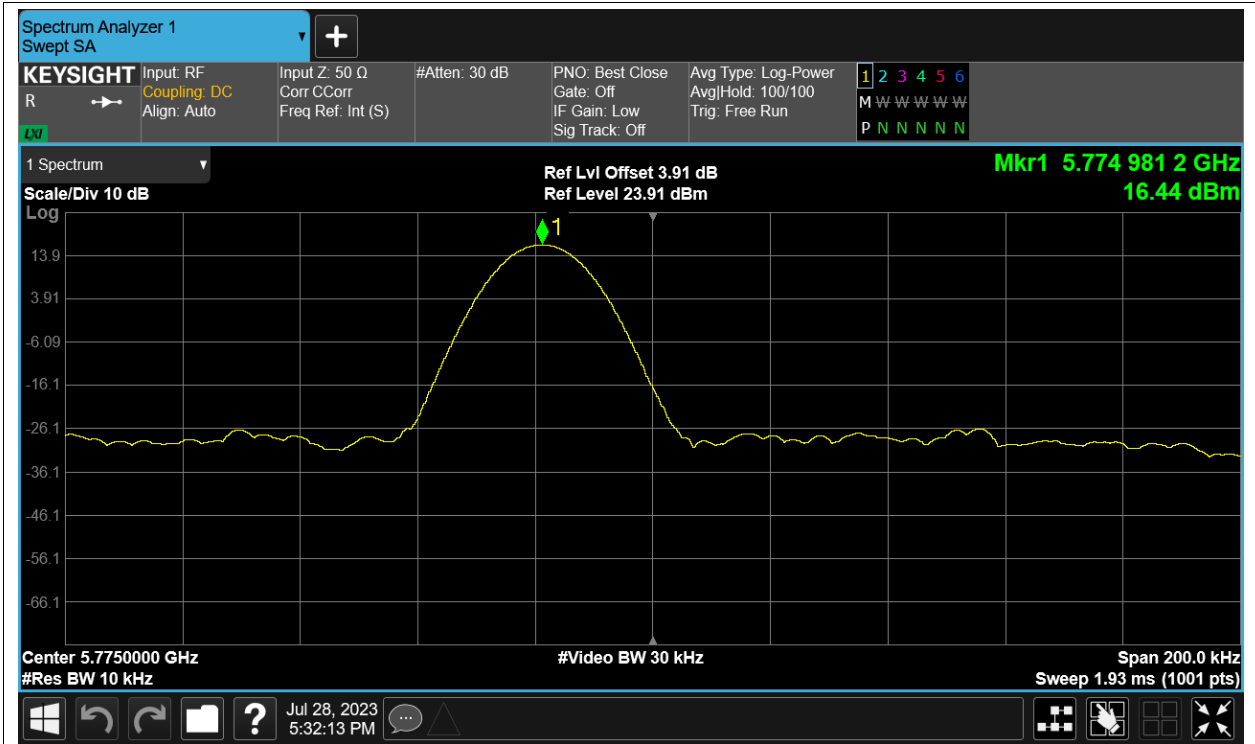 Spectrum Analyzer 1
Swept SA
KEYSIGHT
R
LXI
Input: RF
Coupling: DC
Align: Auto
Input Z: 50 Ω
Corr CCorr
Freq Ref: Int (S)
#Atten: 30 dB
PNO: Best Close
Gate: Off
IF Gain: Low
Sig Track: Off
Avg Type: Log-Power
Avg|Hold: 100/100
Trig: Free Run
1 2 3 4 5 6
M W W W W W
P N N N N N
1 Spectrum
Scale/Div 10 dB
Log
Ref Lvl Offset 3.91 dB
Ref Level 23.91 dBm
Mkr1 5.774 981 2 GHz
16.44 dBm
1
13.9
3.91
-6.09
-16.1
-26.1
-36.1
-46.1
-56.1
-66.1
Center 5.7750000 GHz
#Res BW 10 kHz
#Video BW 30 kHz
Span 200.0 kHz
Sweep 1.93 ms (1001 pts)
?
Jul 28, 2023
5:32:13 PM